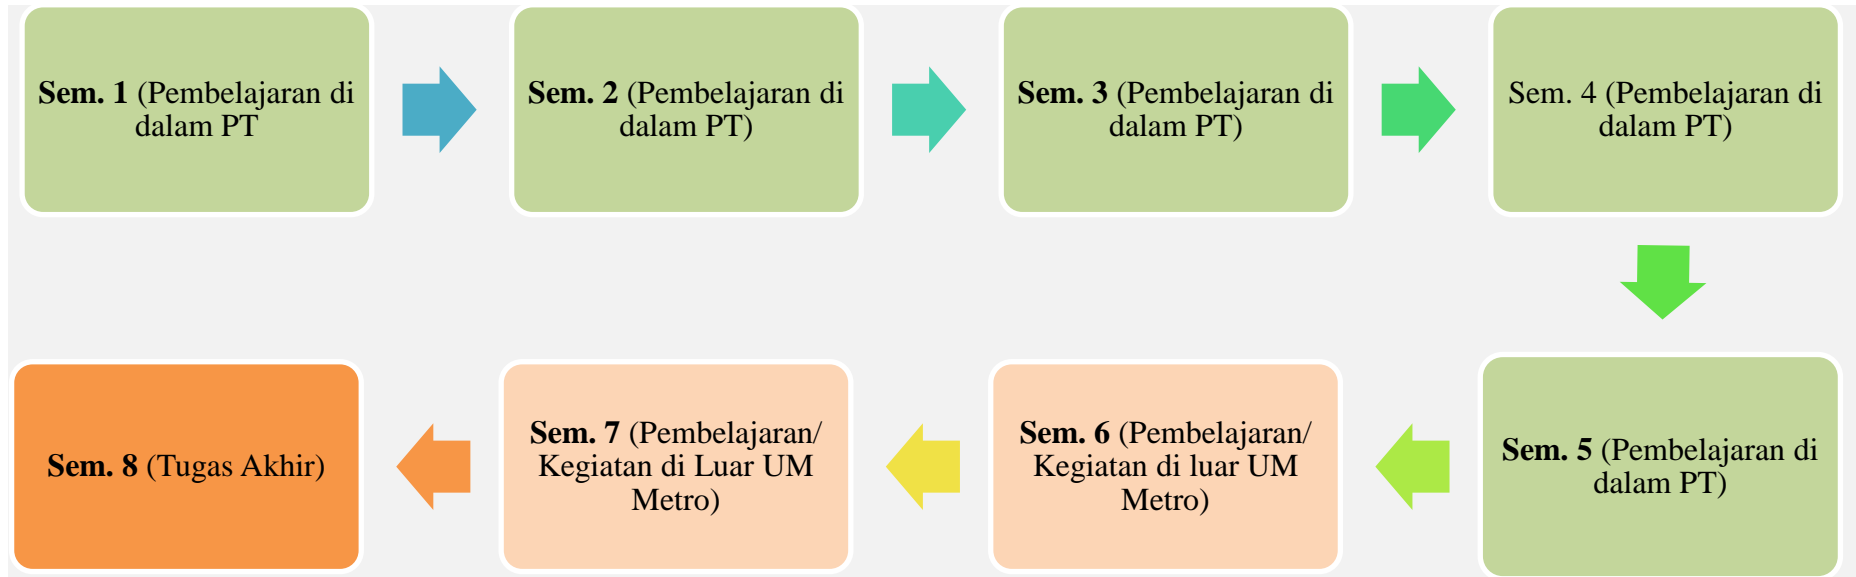 Sem. 1 (Pembelajaran di
dalam PT
Sem. 2 (Pembelajaran di
dalam PT)
Sem. 3 (Pembelajaran di
dalam PT)
Sem. 4 (Pembelajaran di
dalam PT)
Sem. 5 (Pembelajaran di
dalam PT)
Sem. 6 (Pembelajaran/
Kegiatan di luar UM
Metro)
Sem. 7 (Pembelajaran/
Kegiatan di Luar UM
Metro)
Sem. 8 (Tugas Akhir)